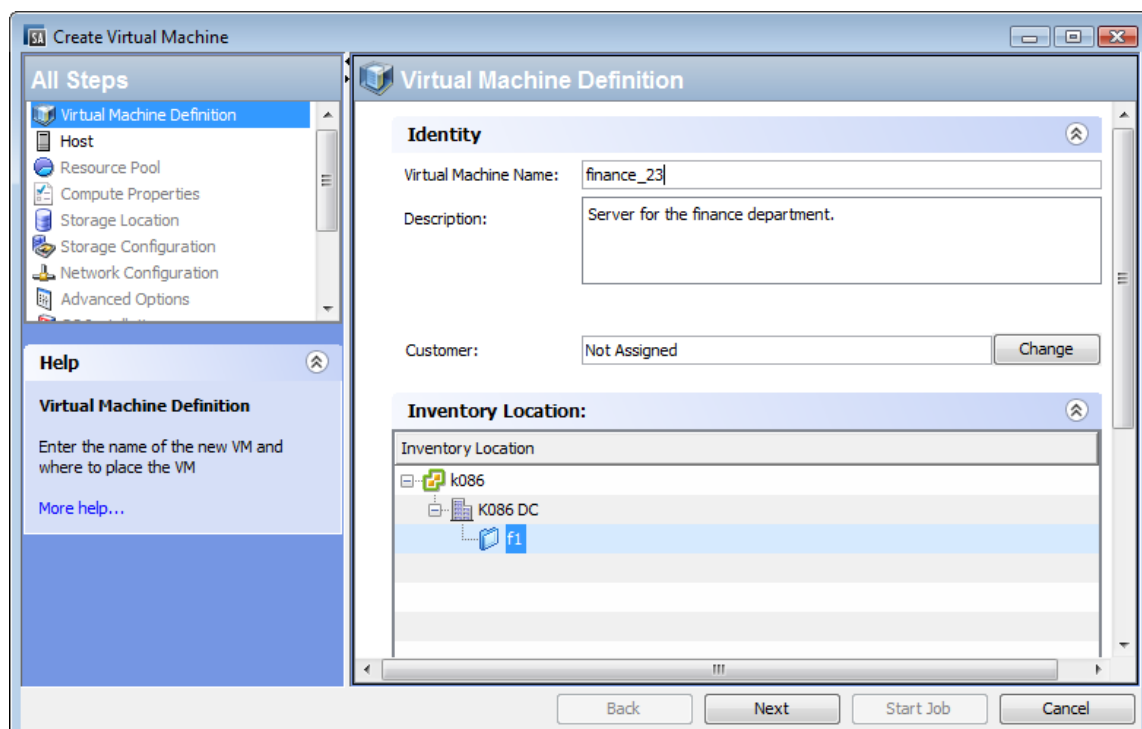 SA Create Virtual Machine
All Steps
Virtual Machine Definition
Host
Resource Pool
Compute Properties
Storage Location
Storage Configuration
Network Configuration
Advanced Options
Help
Virtual Machine Definition
Enter the name of the new VM and
where to place the VM
More help...
Virtual Machine Definition
Identity
Virtual Machine Name: finance_23
Description: Server for the finance department.
Customer: Not Assigned Change
Inventory Location:
Inventory Location
k086
K086 DC
f1
Back Next Start Job Cancel